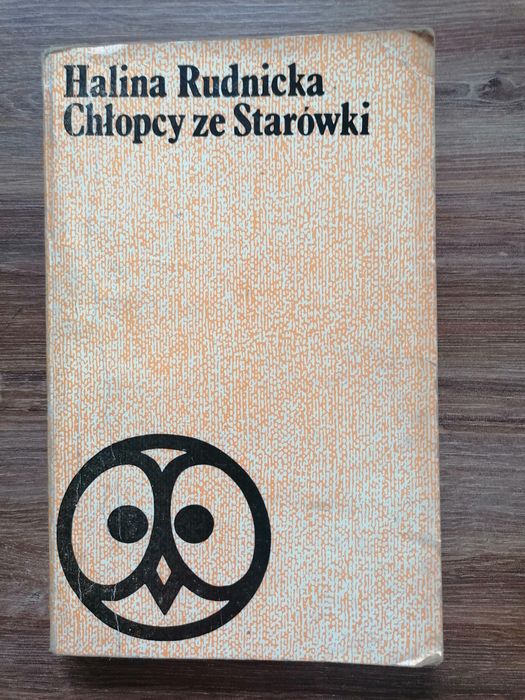 Halina Rudnicka
Chłopcy ze Starówki